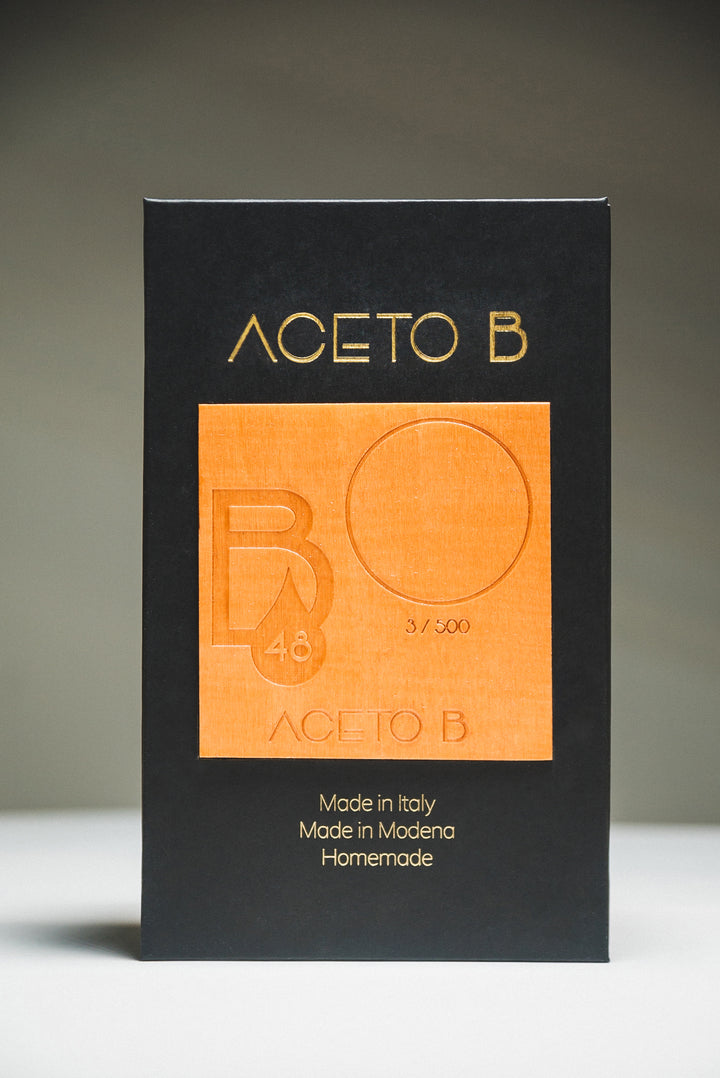 ACETO B
B
48
3 / 500
ACETO B
Made in Italy
Made in Modena
Homemade